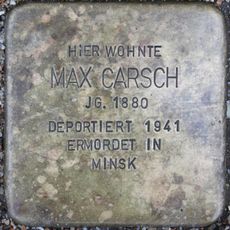 HIER WOHNTE
MAX CARSCH
JG. 1880
DEPORTIERT 1941
ERMORDET IN
MINSK